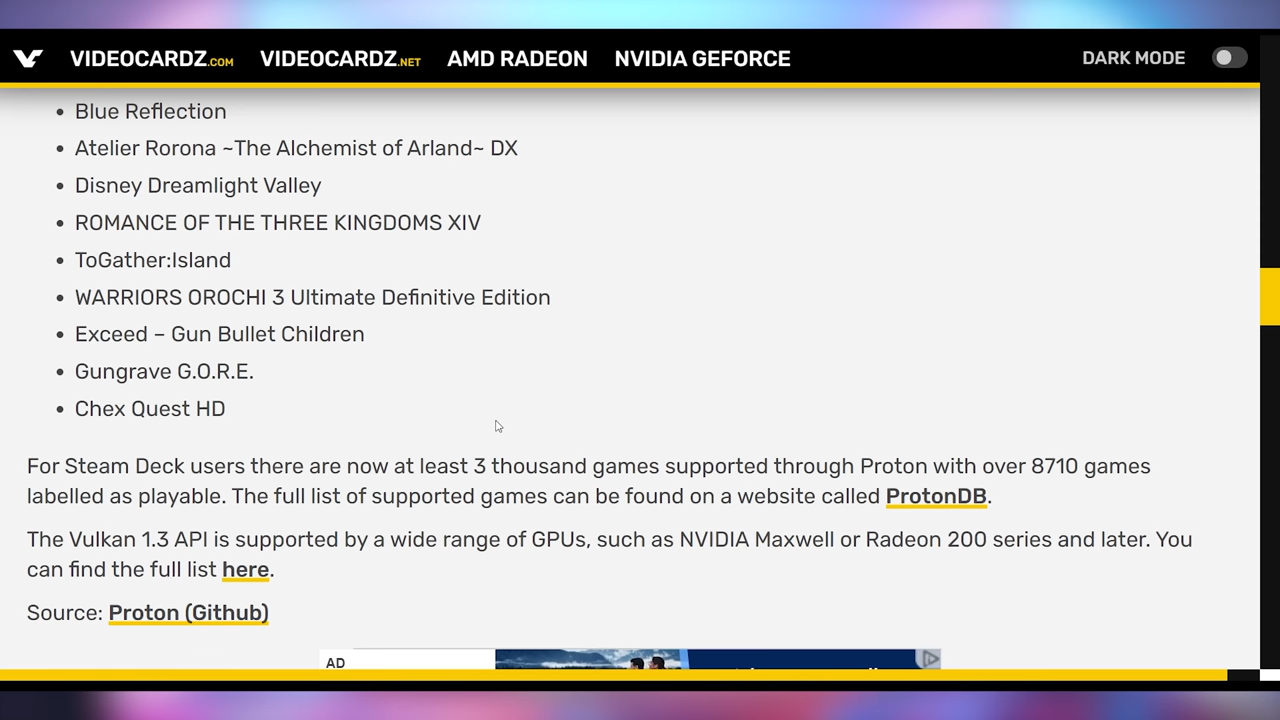 VIDEOCARDZ.COM VIDEOCARDZ.NET AMD RADEON NVIDIA GEFORCE DARK MODE
• Blue Reflection
• Atelier Rorona ~The Alchemist of Arland~ DX
• Disney Dreamlight Valley
• ROMANCE OF THE THREE KINGDOMS XIV
• ToGather:Island
• WARRIORS OROCHI 3 Ultimate Definitive Edition
• Exceed – Gun Bullet Children
• Gungrave G.O.R.E.
• Chex Quest HD
For Steam Deck users there are now at least 3 thousand games supported through Proton with over 8710 games
labelled as playable. The full list of supported games can be found on a website called ProtonDB.
The Vulkan 1.3 API is supported by a wide range of GPUs, such as NVIDIA Maxwell or Radeon 200 series and later. You
can find the full list here.
Source: Proton (Github)
AD